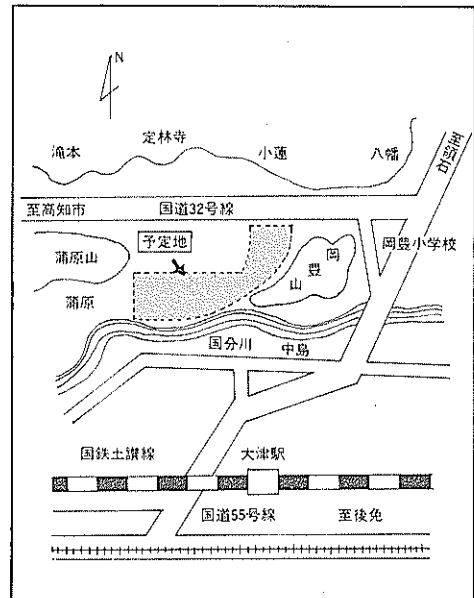 N
定林寺
滝本
小蓮
八幡
至領石
至高知市
国道32号線
予定地
岡豊小学校
蒲原山
岡豊山
蒲原
国分川
中島
国鉄土讃線
大津駅
国道55号線
至後免